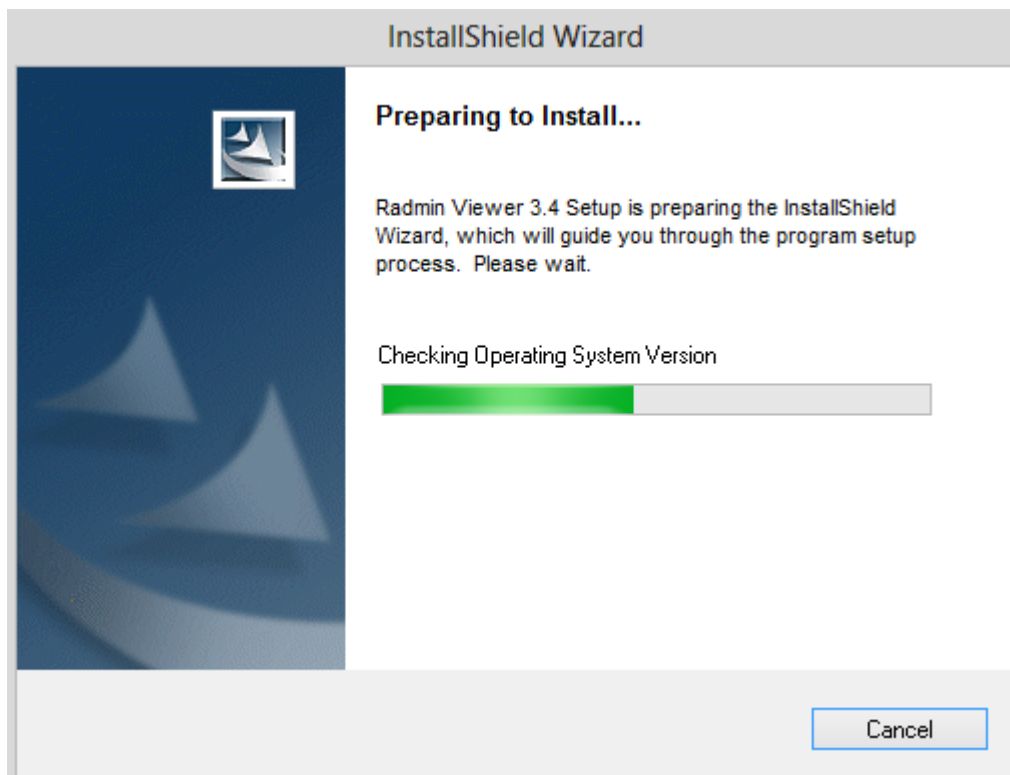 InstallShield Wizard
Preparing to Install...
Radmin Viewer 3.4 Setup is preparing the InstallShield
Wizard, which will guide you through the program setup
process.  Please wait.
Checking Operating System Version
Cancel